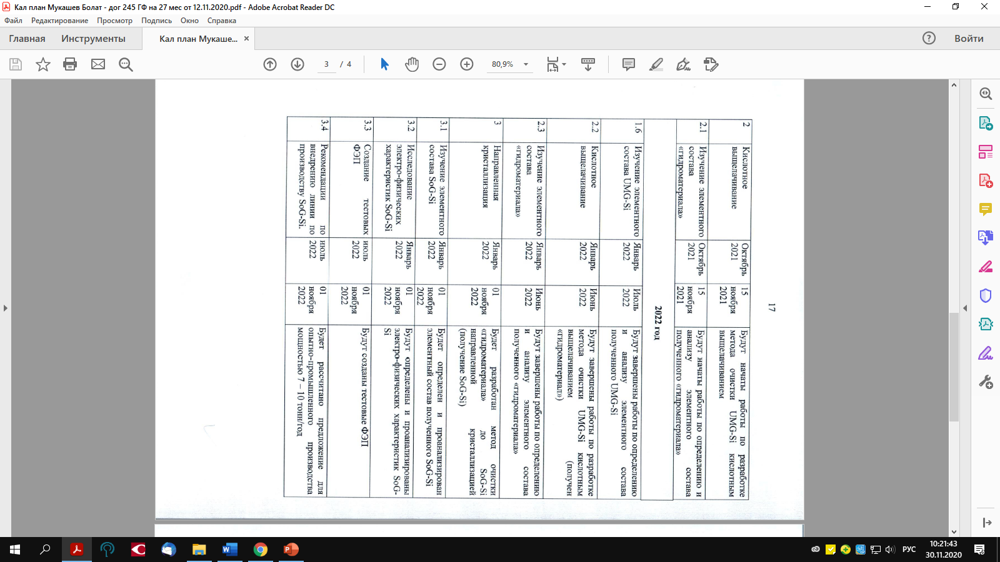 Кал план Мукашев Болат - дог 245 ГФ на 27 мес от 12.11.2020.pdf - Adobe Acrobat Reader DC
Файл Редактирование Просмотр Подпись Окно Справка
Главная Инструменты Кал план Мукаше... × Войти
3 / 4 80,9%
17
2 Кислотное выщелачивание Октябрь 2021 15 ноября 2021 Будут начаты работы по разработке метода очистки UMG-Si кислотным выщелачиванием
2.1 Изучение элементного состава «гидроматериала» Октябрь 2021 15 ноября 2021 Будут начаты работы по определению и анализу элементного состава полученного «гидроматериала»
2022 год
1.6 Изучение элементного состава UMG-Si Январь 2022 Июль 2022 Будут завершены работы по определению и анализу элементного состава полученного UMG-Si
2.2 Кислотное выщелачивание Январь 2022 Июнь 2022 Будут завершены работы по разработке метода очистки UMG-Si кислотным выщелачиванием (получен «гидроматериал»)
2.3 Изучение элементного состава «гидроматериала» Январь 2022 Июнь 2022 Будут завершены работы по определению и анализу элементного состава полученного «гидроматериала»
3 Направленная кристаллизация Январь 2022 01 ноября 2022 Будет разработан метод очистки «гидроматериала» до SoG-Si направленной кристаллизацией (получение SoG-Si)
3.1 Изучение элементного состава SoG-Si Январь 2022 01 ноября 2022 Будет определен и проанализирован элементный состав полученного SoG-Si
3.2 Исследование электро-физических характеристик SoG-Si Январь 2022 01 ноября 2022 Будут определены и проанализированы электро-физических характеристик SoG-Si
3.3 Создание тестовых ФЭП июль 2022 01 ноября 2022 Будут созданы тестовые ФЭП
3.4 Рекомендации по внедрению линии по производству SoG-Si. июль 2022 01 ноября 2022 Будет рассчитано предложение для опытно-промышленного производства мощностью 7 – 10 тонн/год
РУС 10:21:43
30.11.2020